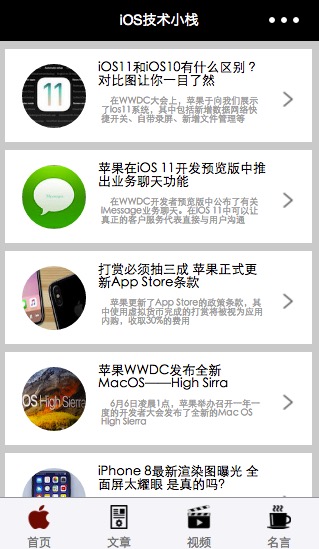 iOS技术小栈
iOS11和iOS10有什么区别？
对比图让你一目了然
在WWDC大会上，苹果于向我们展示
了Ios11系统，其中包括新增数据网络快
捷开关、自带录屏、新增文件管理等
11
苹果在iOS 11开发预览版中推
出业务聊天功能
在WWDC开发者预览版中公布了有关
iMessage业务聊天。在iOS 11中可以让
真正的客户服务代表直接与用户沟通
iMessage
打赏必须抽三成 苹果正式更
新App Store条款
苹果更新了App Store的政策条款，其
中使用虚拟货币完成的打赏将被视为应用
内购，收取30%的费用
苹果WWDC发布全新
MacOS——High Sirra
6月6日凌晨1点，苹果举办召开一年一
度的开发者大会发布了全新的Mac OS
High Sierra
OS High Sierra
iPhone 8最新渲染图曝光 全
面屏太耀眼 是真的吗？
首页
文章
视频
名言